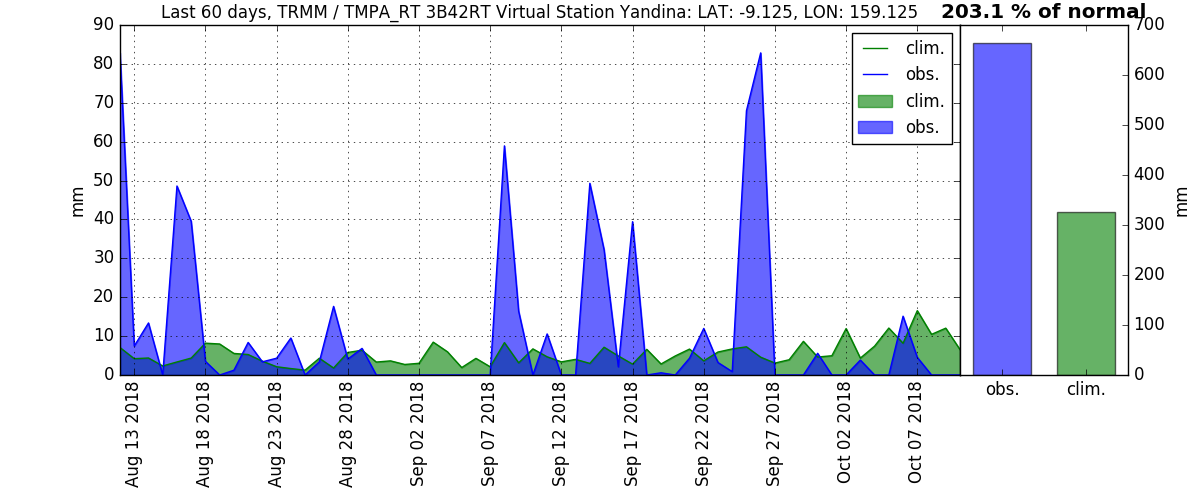 Last 60 days, TRMM / TMPA_RT 3B42RT Virtual Station Yandina: LAT: -9.125, LON: 159.125
203.1 % of normal
90
80
70
60
50
40
30
20
10
0
mm
clim.
obs.
clim.
obs.
Aug 13 2018
Aug 18 2018
Aug 23 2018
Aug 28 2018
Sep 02 2018
Sep 07 2018
Sep 12 2018
Sep 17 2018
Sep 22 2018
Sep 27 2018
Oct 02 2018
Oct 07 2018
700
600
500
400
300
200
100
0
mm
obs.
clim.